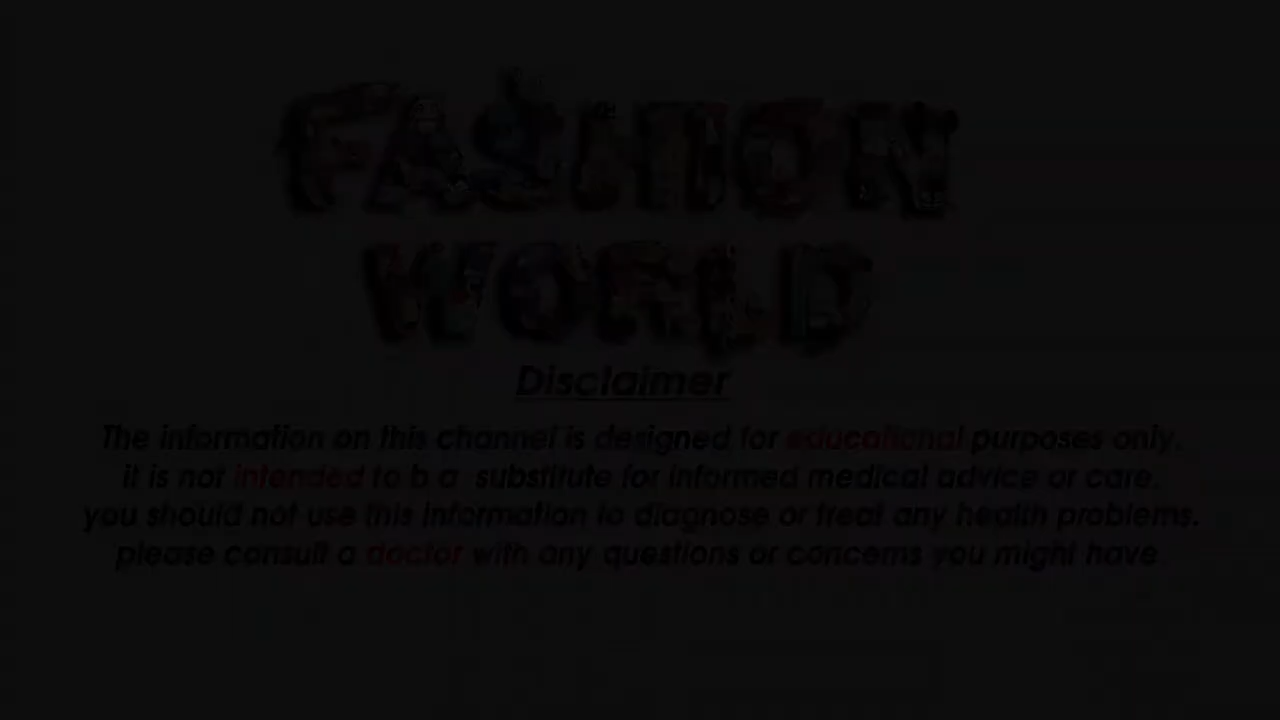 FASHION
WORLD
Disclaimer
The information on this channel is designed for educational purposes only.
it is not intended to b a substitute for informed medical advice or care.
you should not use this information to diagnose or treat any health problems.
please consult a doctor with any questions or concerns you might have